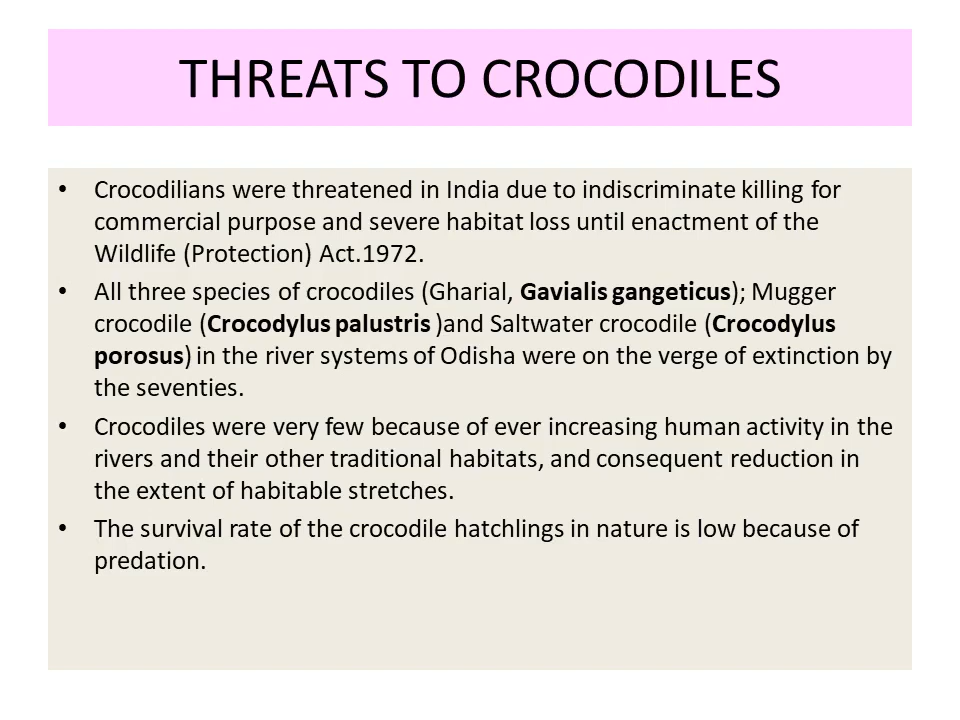 THREATS TO CROCODILES
• Crocodilians were threatened in India due to indiscriminate killing for
commercial purpose and severe habitat loss until enactment of the
Wildlife (Protection) Act.1972.
• All three species of crocodiles (Gharial, Gavialis gangeticus); Mugger
crocodile (Crocodylus palustris )and Saltwater crocodile (Crocodylus
porosus) in the river systems of Odisha were on the verge of extinction by
the seventies.
• Crocodiles were very few because of ever increasing human activity in the
rivers and their other traditional habitats, and consequent reduction in
the extent of habitable stretches.
• The survival rate of the crocodile hatchlings in nature is low because of
predation.